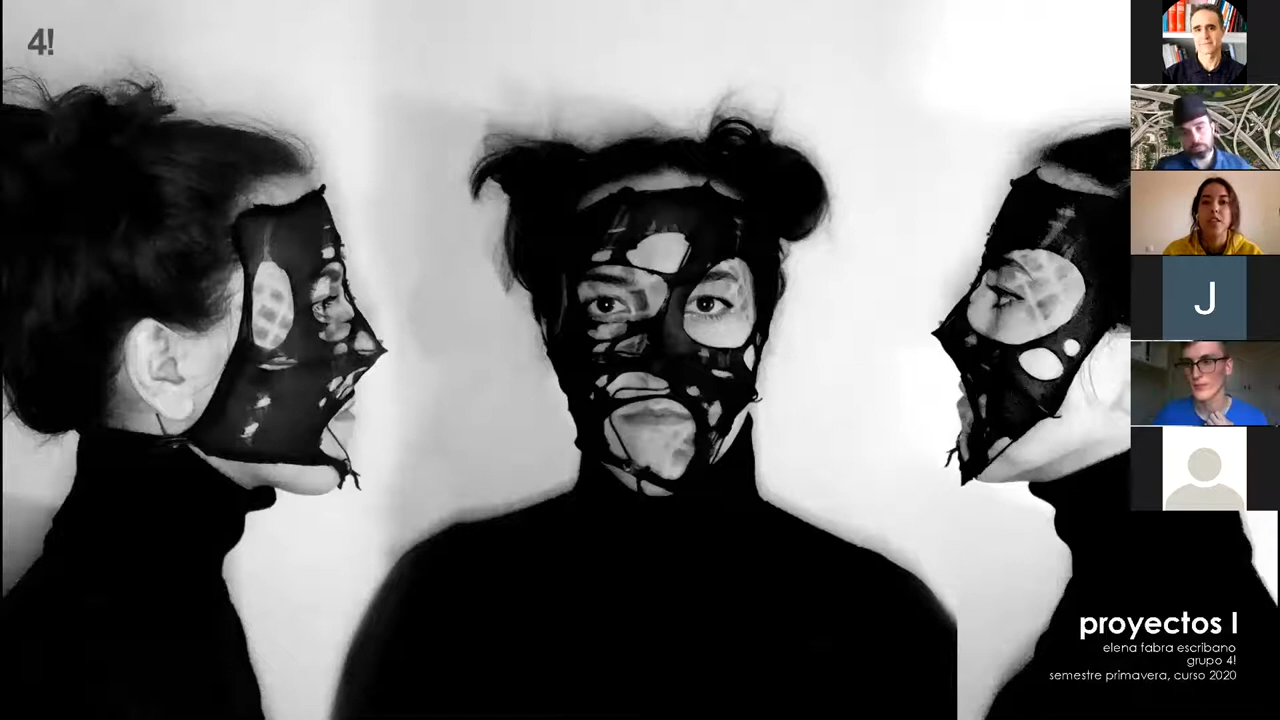 4!
J
proyectos I
elena fabra escribano
grupo 4!
semestre primavera, curso 2020